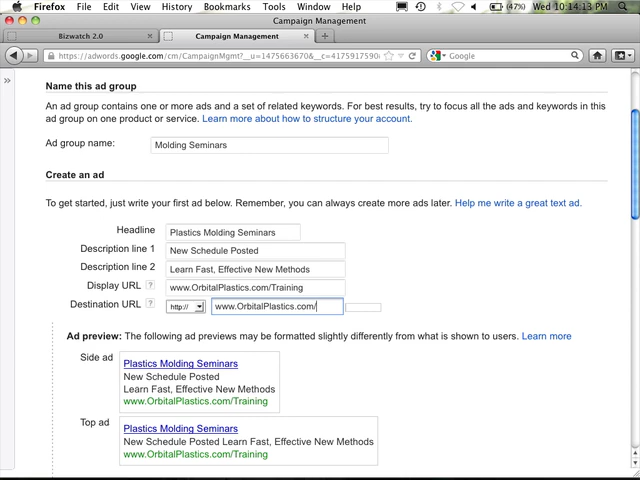 Firefox File Edit View History Bookmarks Tools Window Help (47%) Wed 10:14:13 PM
Campaign Management
Bizwatch 2.0
Campaign Management
https://adwords.google.com/cm/CampaignMgmt?__u=1475663670&__c=4175917590
Google
Name this ad group
An ad group contains one or more ads and a set of related keywords. For best results, try to focus all the ads and keywords in this
ad group on one product or service. Learn more about how to structure your account.
Ad group name: Molding Seminars
Create an ad
To get started, just write your first ad below. Remember, you can always create more ads later. Help me write a great text ad.
Headline Plastics Molding Seminars
Description line 1 New Schedule Posted
Description line 2 Learn Fast, Effective New Methods
Display URL ? www.OrbitalPlastics.com/Training
Destination URL ? http:// www.OrbitalPlastics.com/
Ad preview: The following ad previews may be formatted slightly differently from what is shown to users. Learn more
Side ad
Plastics Molding Seminars
New Schedule Posted
Learn Fast, Effective New Methods
www.OrbitalPlastics.com/Training
Top ad
Plastics Molding Seminars
New Schedule Posted Learn Fast, Effective New Methods
www.OrbitalPlastics.com/Training